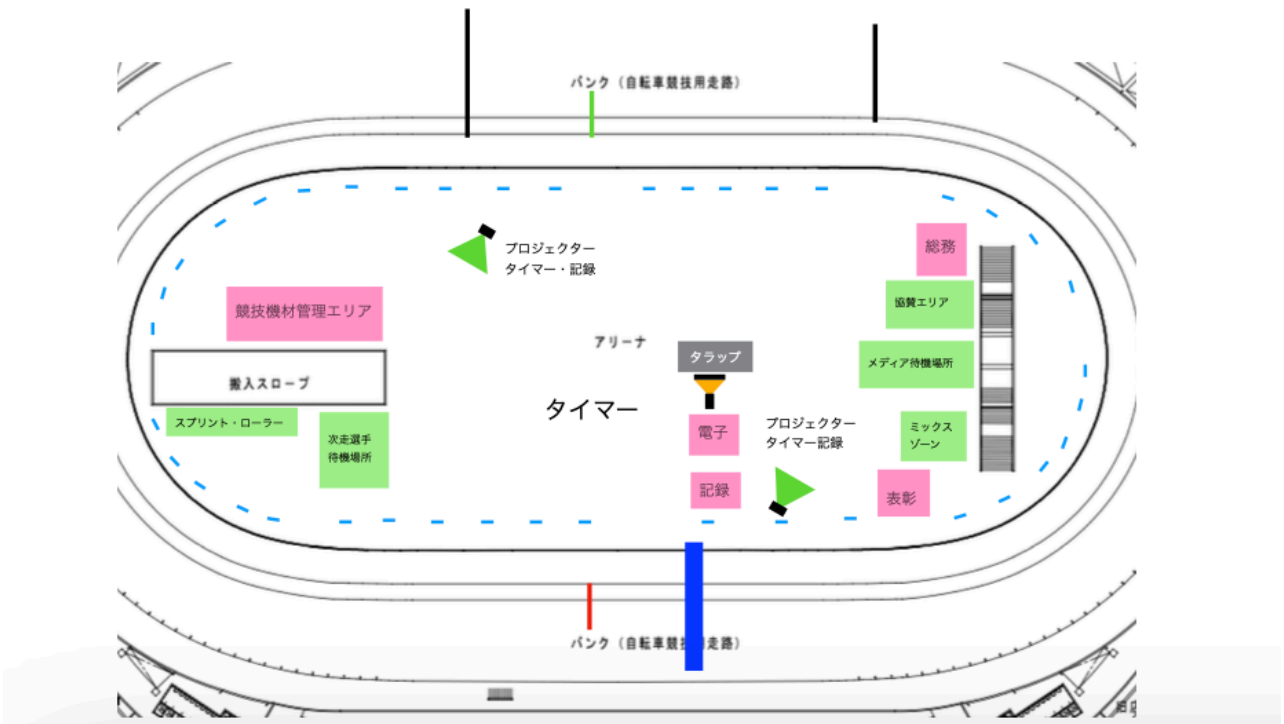 バンク（自転車競技用走路）
プロジェクター
タイマー・記録
総務
協賛エリア
競技機材管理エリア
アリーナ
タラップ
メディア待機場所
搬入スロープ
タイマー
スプリント・ローラー
次走選手
待機場所
電子
プロジェクター
タイマー記録
ミックス
ゾーン
記録
表彰
バンク（自転車競技用走路）